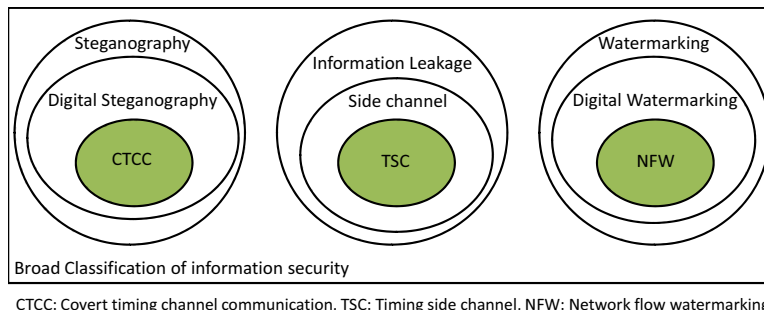 Steganography
Digital Steganography
CTCC
Information Leakage
Side channel
TSC
Watermarking
Digital Watermarking
NFW
Broad Classification of information security
CTCC: Covert timing channel communication, TSC: Timing side channel, NFW: Network flow watermarking